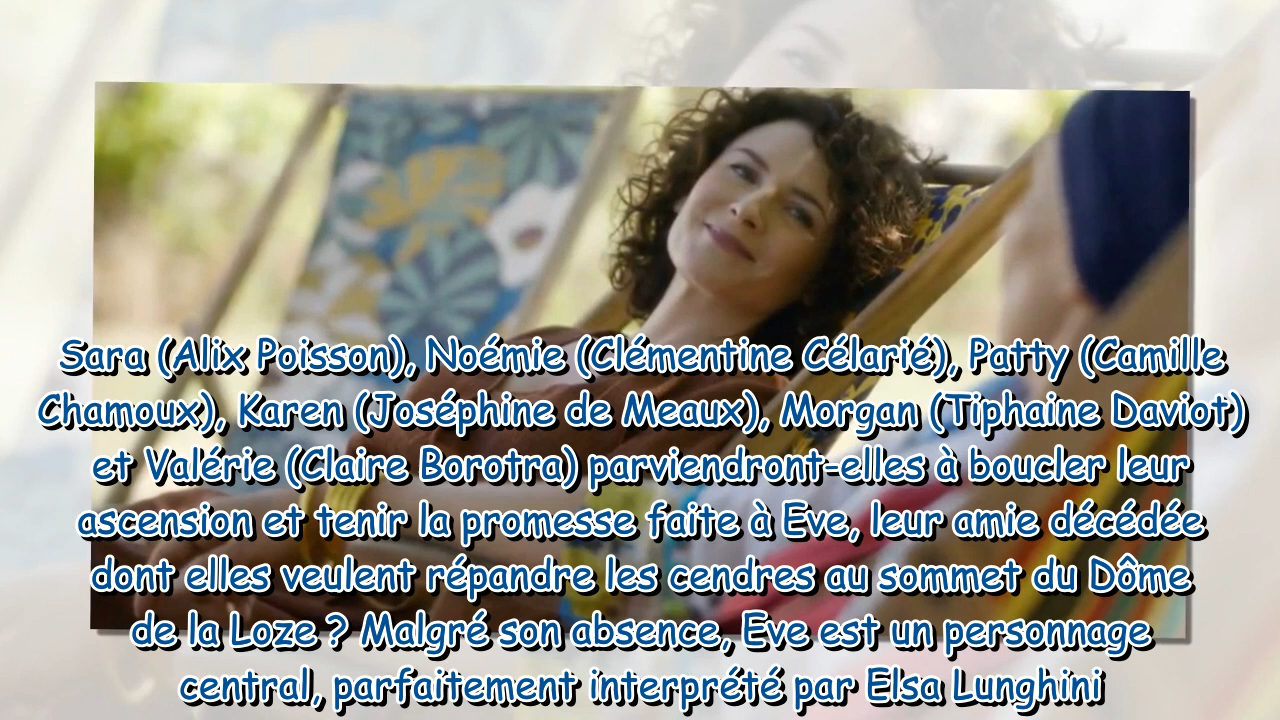 Sara (Alix Poisson), Noémie (Clémentine Célarié), Patty (Camille
Chamoux), Karen (Joséphine de Meaux), Morgan (Tiphaine Daviot)
et Valérie (Claire Borotra) parviendront-elles à boucler leur
ascension et tenir la promesse faite à Eve, leur amie décédée
dont elles veulent répandre les cendres au sommet du Dôme
de la Loze ? Malgré son absence, Eve est un personnage
central, parfaitement interprété par Elsa Lunghini